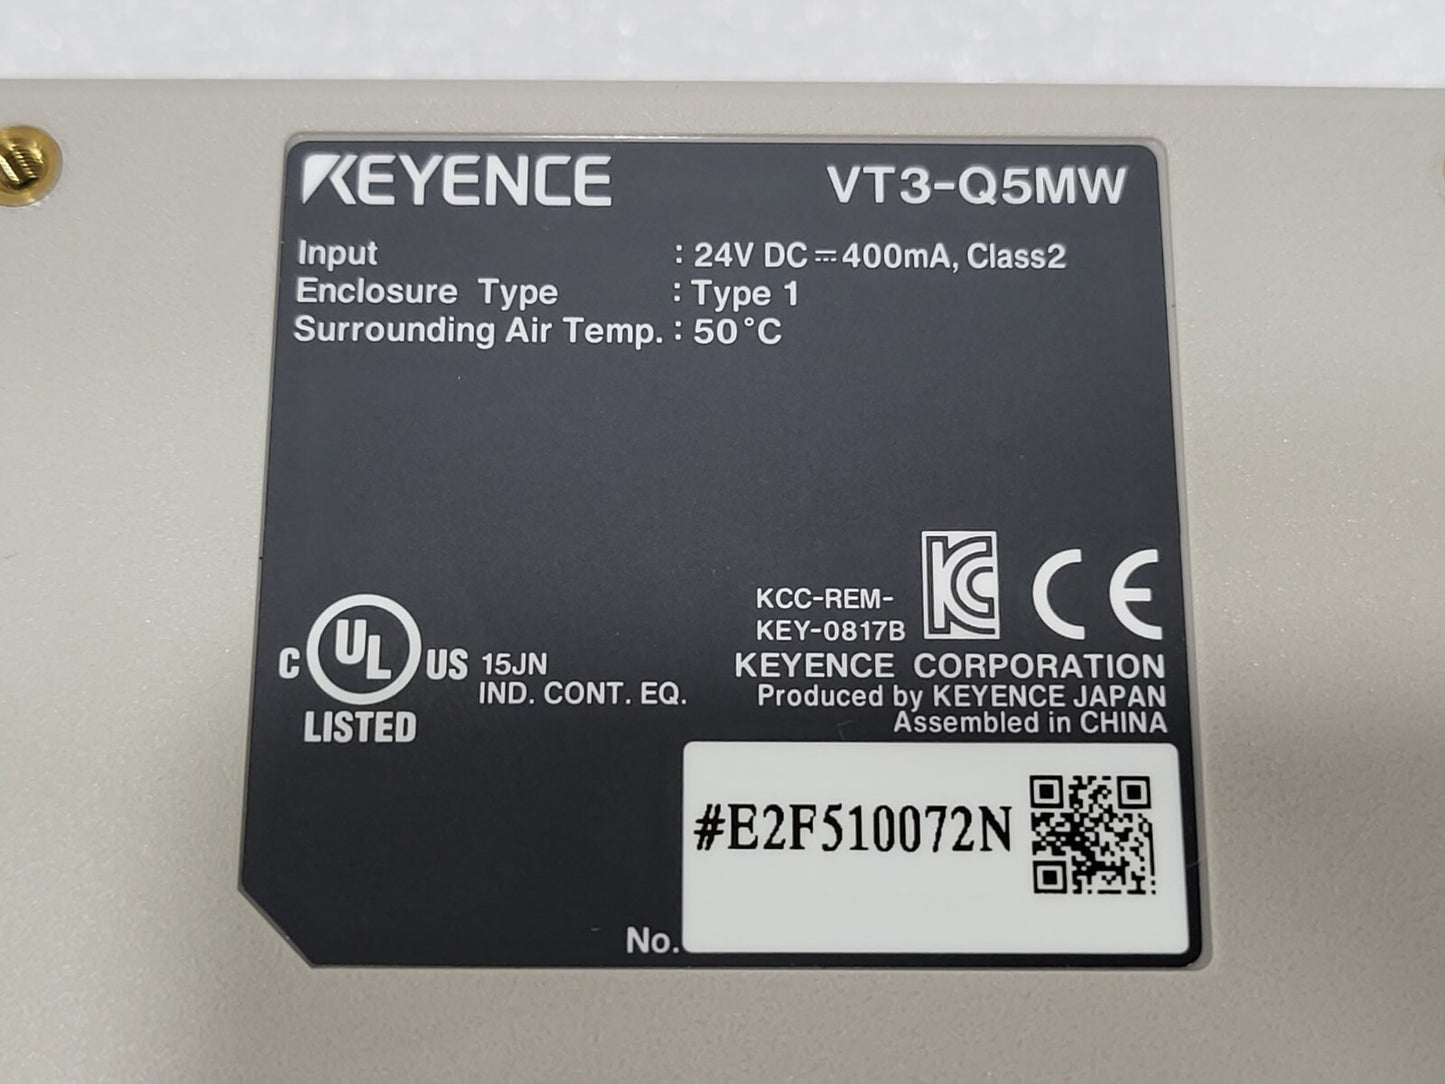 KEYENCE VT3-Q5MW
Input : 24V DC⎓400mA, Class2
Enclosure Type : Type 1
Surrounding Air Temp. : 50°C
KCC-REM-
KEY-0817B
KC CE
C UL US
LISTED
15JN
IND. CONT. EQ.
KEYENCE CORPORATION
Produced by KEYENCE JAPAN
Assembled in CHINA
No. #E2F510072N